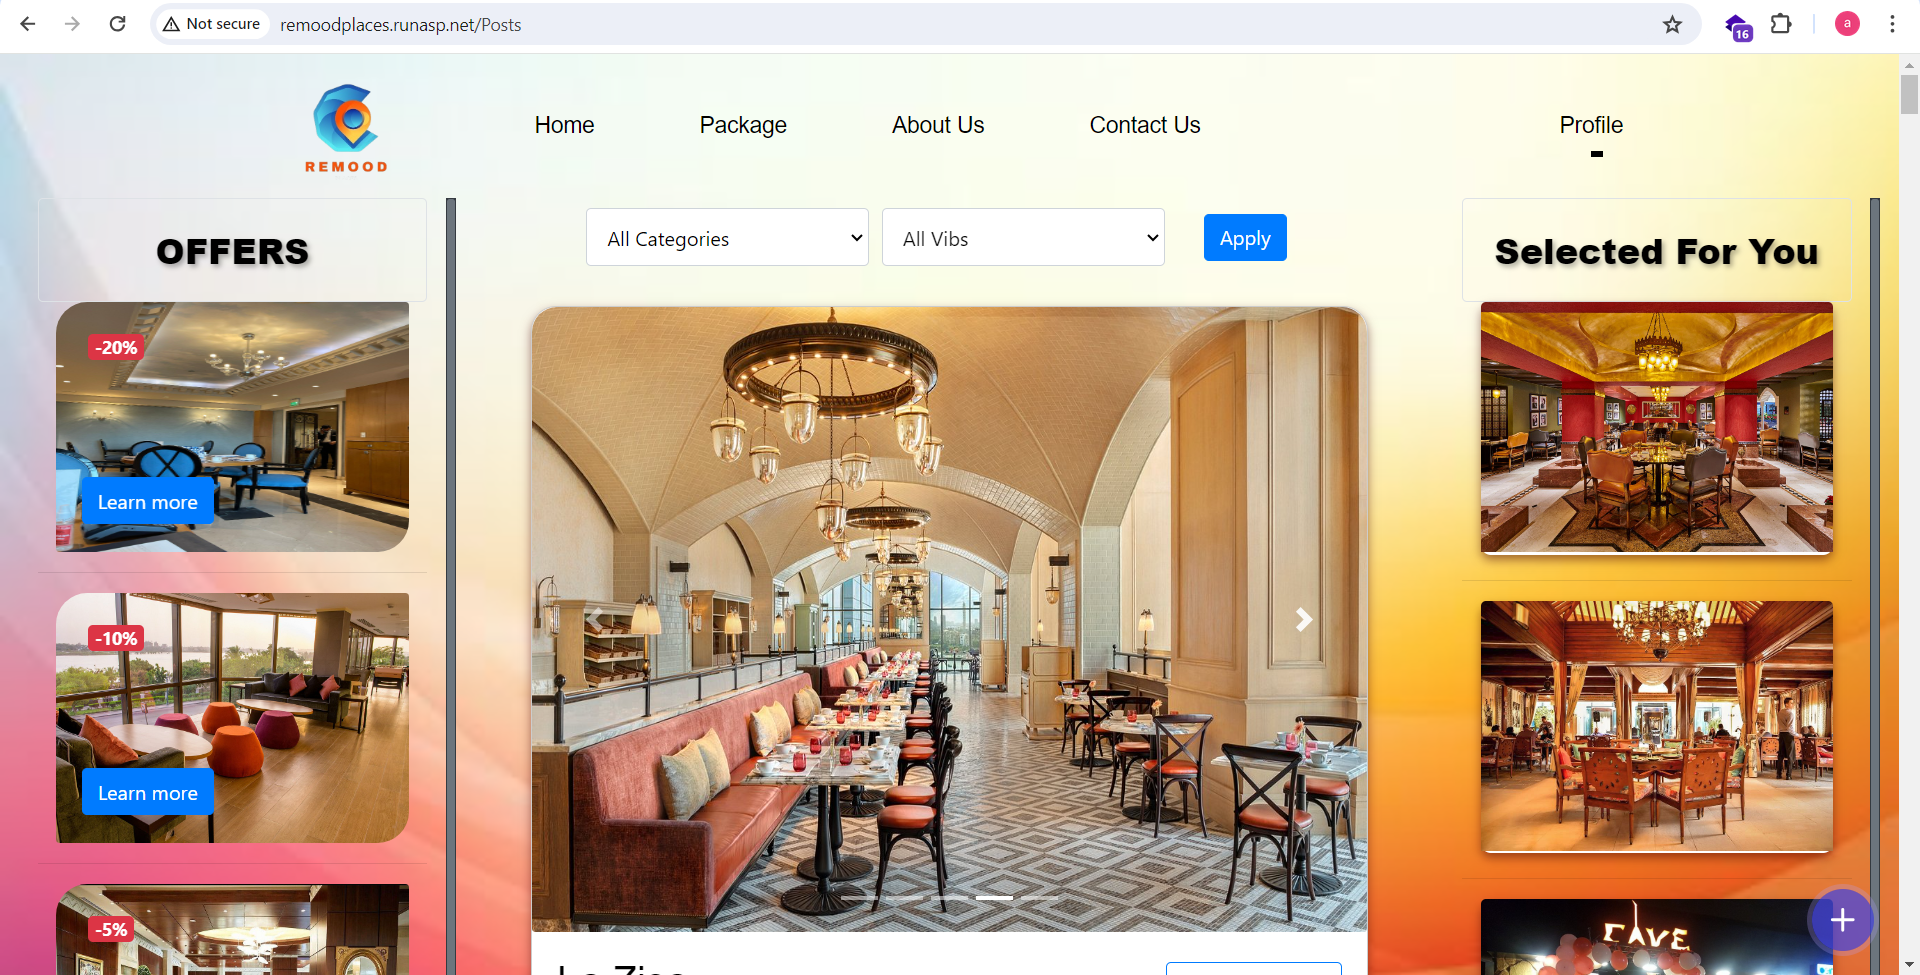 Not secure
remoodplaces.runasp.net/Posts
16
a
REMOOD
Home
Package
About Us
Contact Us
Profile
OFFERS
-20%
Learn more
-10%
Learn more
-5%
All Categories
All Vibs
Apply
Selected For You
CAVE